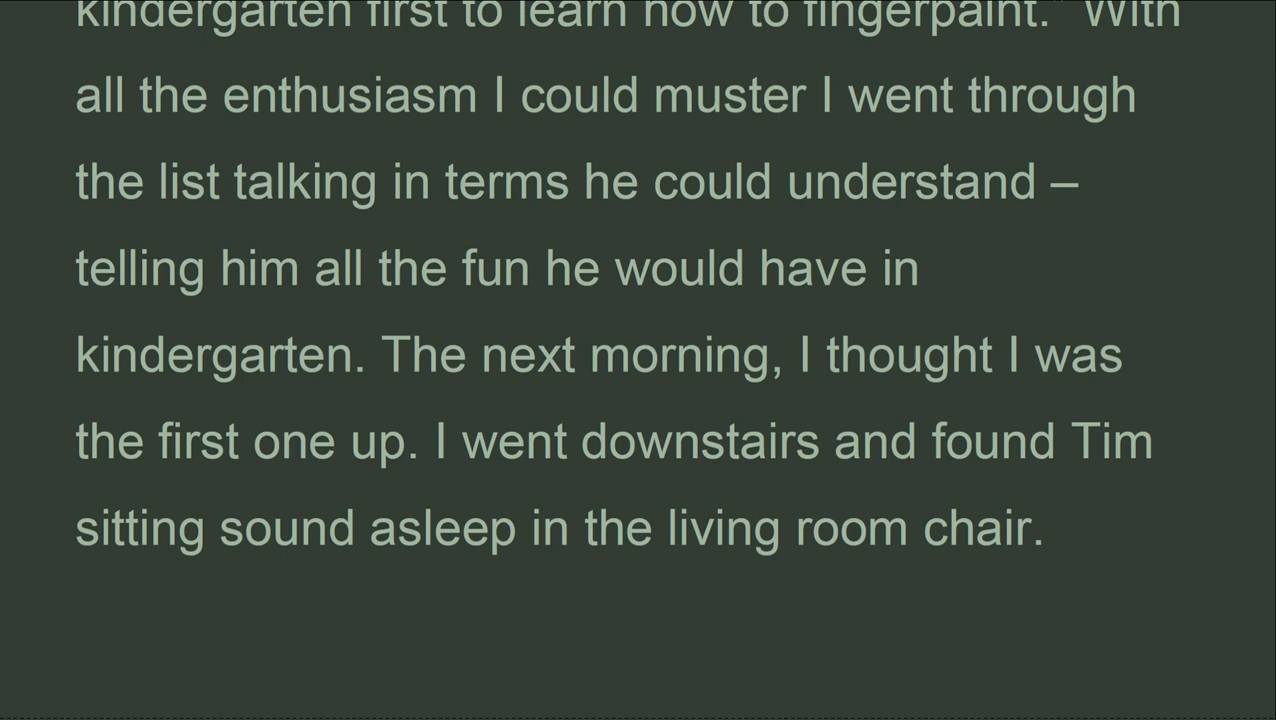 kindergarten first to learn how to fingerpaint." With
all the enthusiasm I could muster I went through
the list talking in terms he could understand –
telling him all the fun he would have in
kindergarten. The next morning, I thought I was
the first one up. I went downstairs and found Tim
sitting sound asleep in the living room chair.